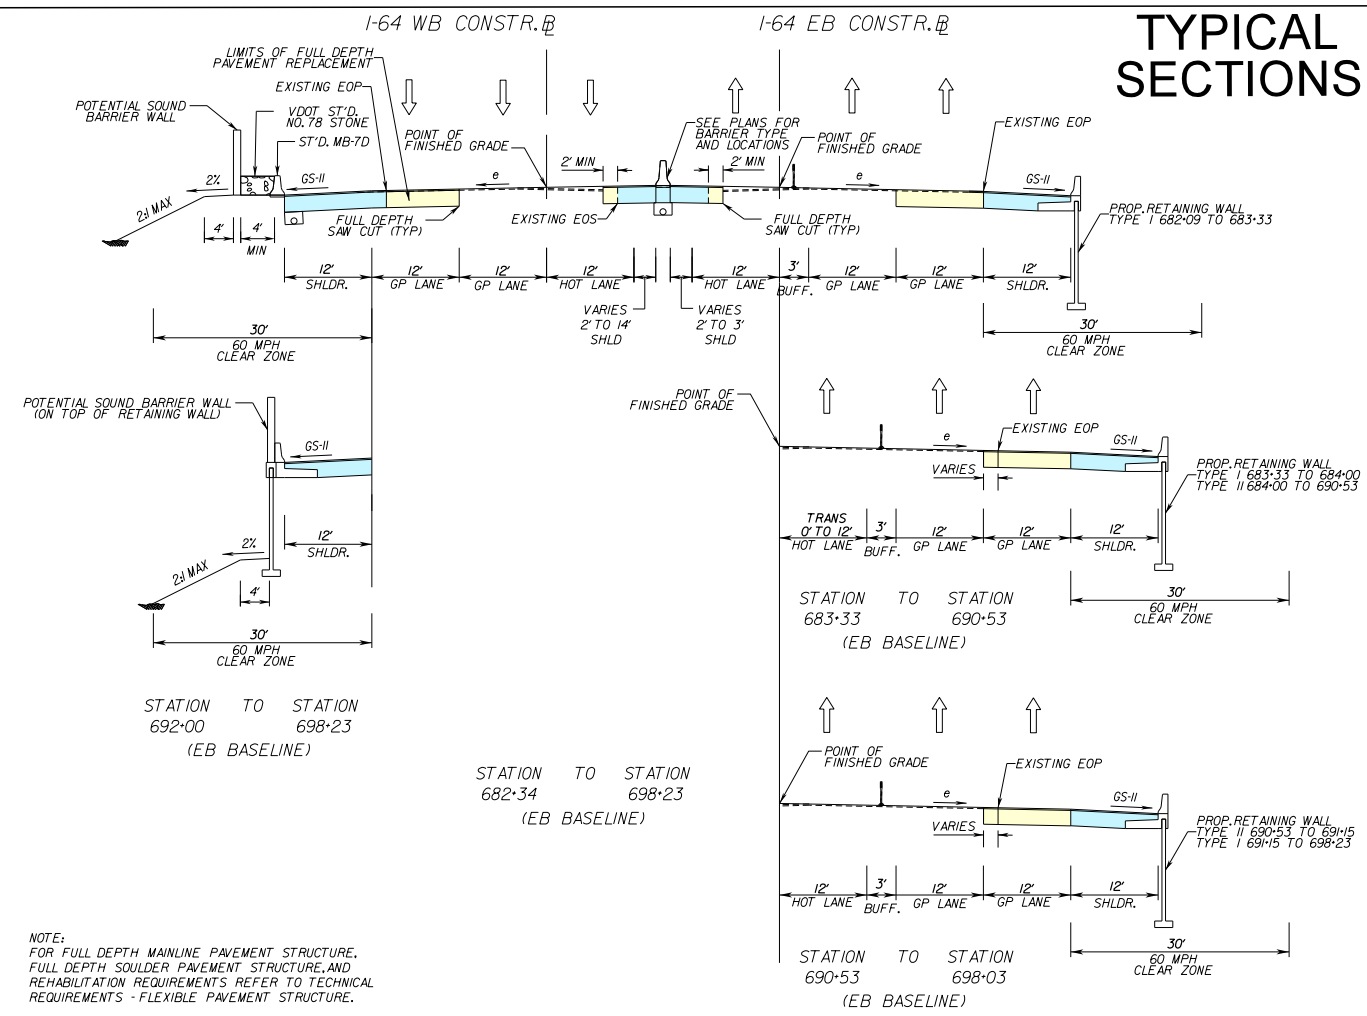 I-64 WB CONSTR. BL
I-64 EB CONSTR. BL
TYPICAL
SECTIONS
LIMITS OF FULL DEPTH
PAVEMENT REPLACEMENT
EXISTING EOP
POTENTIAL SOUND
BARRIER WALL
VDOT ST'D.
NO. 78 STONE
ST'D. MB-7D
POINT OF
FINISHED GRADE
SEE PLANS FOR
BARRIER TYPE
AND LOCATIONS
POINT OF
FINISHED GRADE
EXISTING EOP
2' MIN
2' MIN
2%
GS-11
e
e
GS-11
2:1 MAX
4'
4'
MIN
FULL DEPTH
SAW CUT (TYP)
EXISTING EOS
FULL DEPTH
SAW CUT (TYP)
PROP. RETAINING WALL
TYPE I 682+09 TO 683+33
12'
SHLDR.
12'
GP LANE
12'
GP LANE
12'
HOT LANE
12'
HOT LANE
3'
BUFF.
12'
GP LANE
12'
GP LANE
12'
SHLDR.
VARIES
2' TO 14'
SHLD
VARIES
2' TO 3'
SHLD
30'
60 MPH
CLEAR ZONE
30'
60 MPH
CLEAR ZONE
POTENTIAL SOUND BARRIER WALL
(ON TOP OF RETAINING WALL)
GS-11
2%
12'
SHLDR.
2:1 MAX
4'
30'
60 MPH
CLEAR ZONE
STATION TO STATION
692+00 698+23
(EB BASELINE)
POINT OF
FINISHED GRADE
e
EXISTING EOP
GS-11
VARIES
PROP. RETAINING WALL
TYPE I 683+33 TO 684+00
TYPE II 684+00 TO 690+53
TRANS
0' TO 12'
HOT LANE
3'
BUFF.
12'
GP LANE
12'
GP LANE
12'
SHLDR.
30'
60 MPH
CLEAR ZONE
STATION TO STATION
683+33 690+53
(EB BASELINE)
STATION TO STATION
682+34 698+23
(EB BASELINE)
POINT OF
FINISHED GRADE
e
EXISTING EOP
GS-11
VARIES
PROP. RETAINING WALL
TYPE II 690+53 TO 691+15
TYPE I 691+15 TO 698+23
12'
HOT LANE
3'
BUFF.
12'
GP LANE
12'
GP LANE
12'
SHLDR.
30'
60 MPH
CLEAR ZONE
STATION TO STATION
690+53 698+03
(EB BASELINE)
NOTE:
FOR FULL DEPTH MAINLINE PAVEMENT STRUCTURE,
FULL DEPTH SOULDER PAVEMENT STRUCTURE, AND
REHABILITATION REQUIREMENTS REFER TO TECHNICAL
REQUIREMENTS - FLEXIBLE PAVEMENT STRUCTURE.